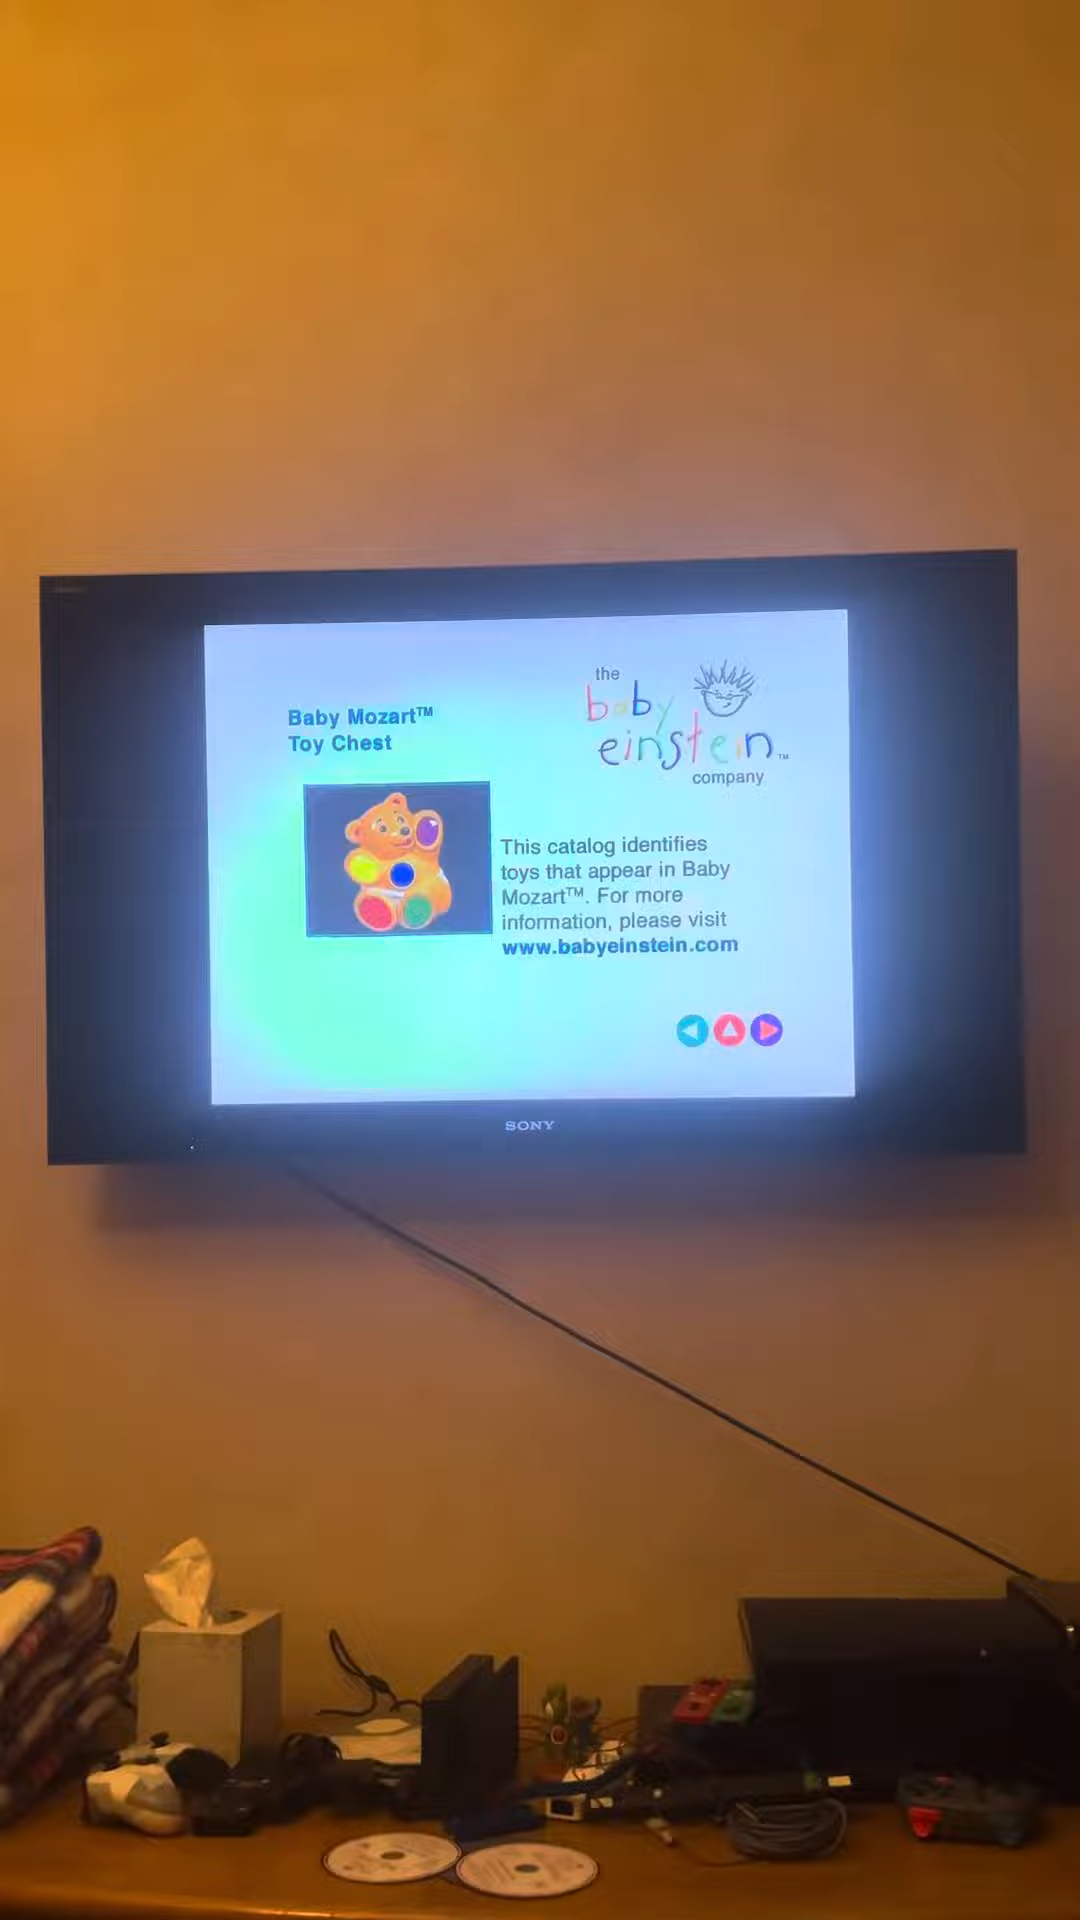 Baby Mozart™
Toy Chest
the
baby
einstein™
company
This catalog identifies
toys that appear in Baby
Mozart™. For more
information, please visit
www.babyeinstein.com
SONY